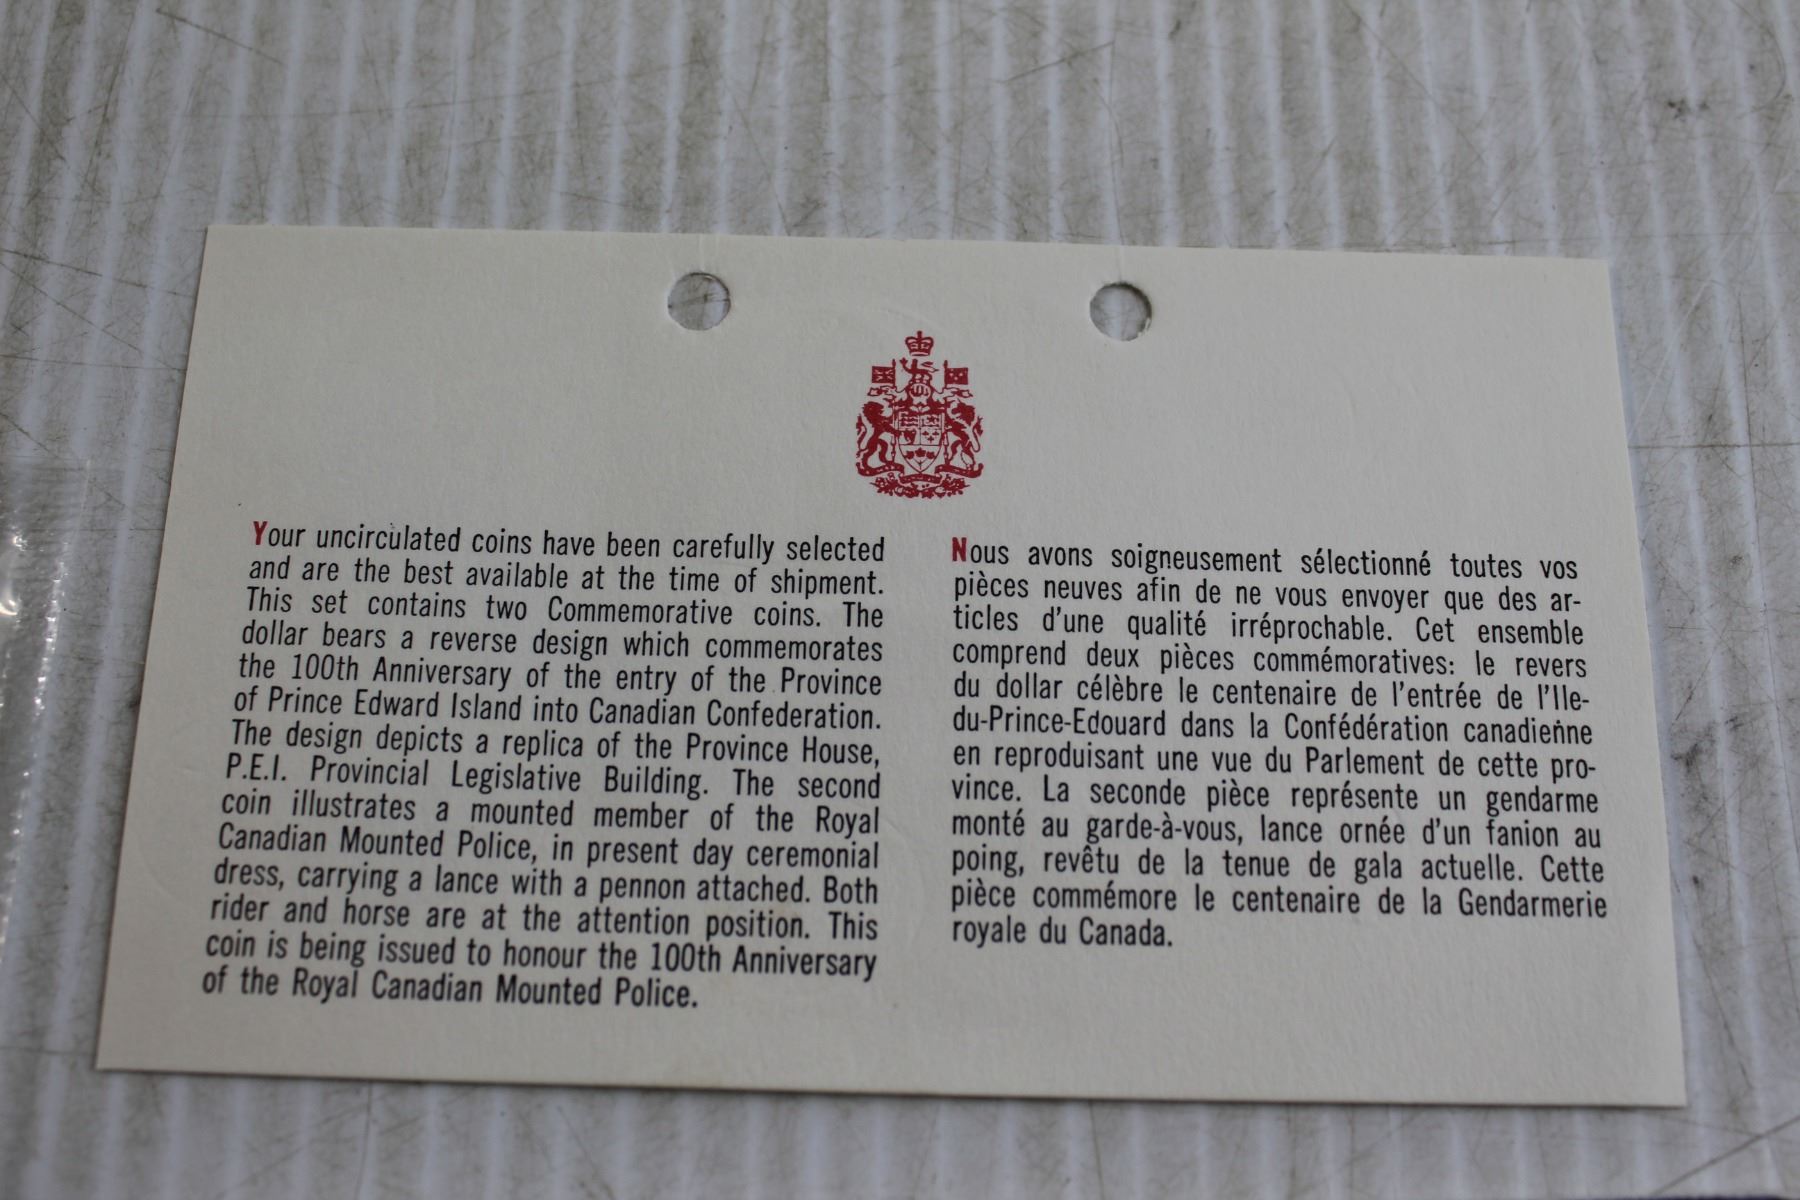 Your uncirculated coins have been carefully selected
and are the best available at the time of shipment.
This set contains two Commemorative coins. The
dollar bears a reverse design which commemorates
the 100th Anniversary of the entry of the Province
of Prince Edward Island into Canadian Confederation.
The design depicts a replica of the Province House,
P.E.I. Provincial Legislative Building. The second
coin illustrates a mounted member of the Royal
Canadian Mounted Police, in present day ceremonial
dress, carrying a lance with a pennon attached. Both
rider and horse are at the attention position. This
coin is being issued to honour the 100th Anniversary
of the Royal Canadian Mounted Police.
Nous avons soigneusement sélectionné toutes vos
pièces neuves afin de ne vous envoyer que des ar-
ticles d'une qualité irréprochable. Cet ensemble
comprend deux pièces commémoratives: le revers
du dollar célèbre le centenaire de l'entrée de l'Ile-
du-Prince-Edouard dans la Confédération canadienne
en reproduisant une vue du Parlement de cette pro-
vince. La seconde pièce représente un gendarme
monté au garde-à-vous, lance ornée d'un fanion au
poing, revêtu de la tenue de gala actuelle. Cette
pièce commémore le centenaire de la Gendarmerie
royale du Canada.